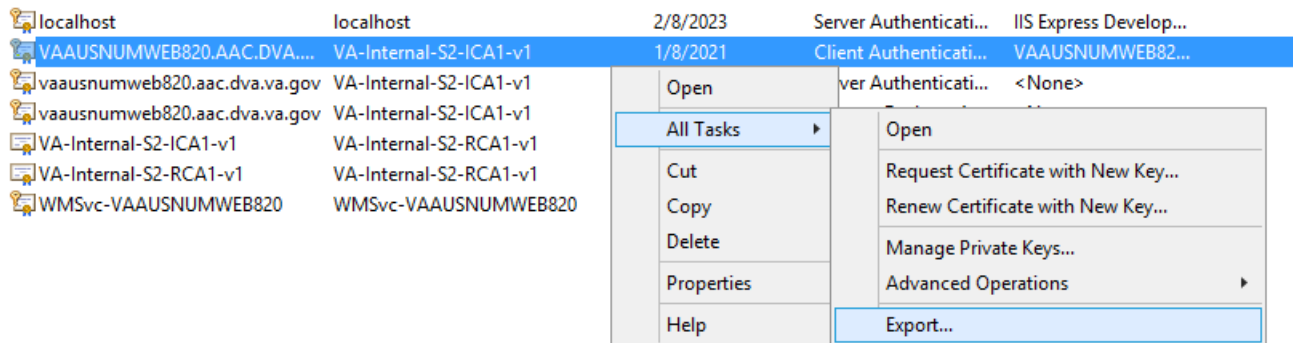 localhost localhost 2/8/2023 Server Authenticati... IIS Express Develop...
VAAUSNUMWEB820.AAC.DVA.... VA-Internal-S2-ICA1-v1 1/8/2021 Client Authenticati... VAAUSNUMWEB82...
vaausnumweb820.aac.dva.va.gov VA-Internal-S2-ICA1-v1 Open ver Authenticati... <None>
vaausnumweb820.aac.dva.va.gov VA-Internal-S2-ICA1-v1
All Tasks Open
VA-Internal-S2-ICA1-v1 VA-Internal-S2-RCA1-v1
VA-Internal-S2-RCA1-v1 VA-Internal-S2-RCA1-v1 Cut Request Certificate with New Key...
WMSvc-VAAUSNUMWEB820 WMSvc-VAAUSNUMWEB820 Copy Renew Certificate with New Key...
Delete Manage Private Keys...
Properties Advanced Operations
Help Export...